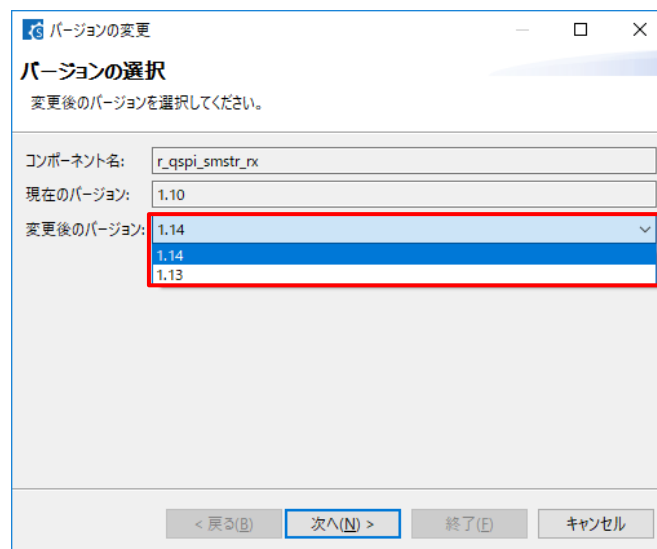 バージョンの変更
バージョンの選択
変更後のバージョンを選択してください。
コンポーネント名: r_qspi_smstr_rx
現在のバージョン: 1.10
変更後のバージョン: 1.14
1.14
1.13
< 戻る(B) 次へ(N) > 終了(F) キャンセル